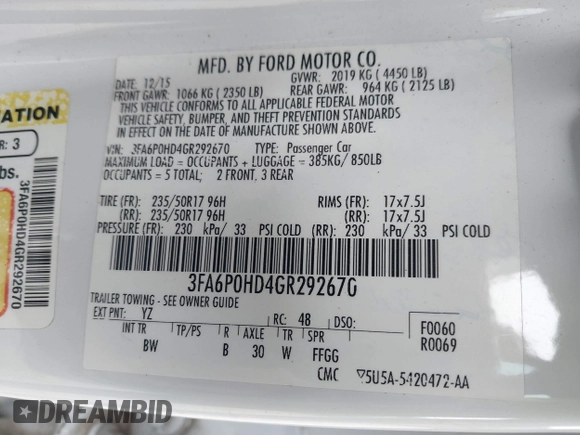 MFD. BY FORD MOTOR CO.
DATE: 12/15 GVWR: 2019 KG ( 4450 LB)
FRONT GAWR: 1066 KG ( 2350 LB) REAR GAWR: 964 KG ( 2125 LB)
THIS VEHICLE CONFORMS TO ALL APPLICABLE FEDERAL MOTOR
VEHICLE SAFETY, BUMPER, AND THEFT PREVENTION STANDARDS
IN EFFECT ON THE DATE OF MANUFACTURE SHOWN ABOVE
VIN: 3FA6P0HD4GR292670 TYPE: Passenger Car
MAXIMUM LOAD = OCCUPANTS + LUGGAGE = 385KG/ 850LB
OCCUPANTS = 5 TOTAL; 2 FRONT, 3 REAR
TIRE (FR): 235/50R17 96H RIMS (FR): 17x7.5J
(RR): 235/50R17 96H (RR): 17x7.5J
PRESSURE (FR): 230 kPa/ 33 PSI COLD (RR): 230 kPa/ 33 PSI COLD
3FA6P0HD4GR292670
TRAILER TOWING - SEE OWNER GUIDE
EXT PNT: YZ RC: 48 DSO:
INT TR TP/PS R AXLE TR SPR
BW B 30 W FFGG
F0060
R0069
CMC 5U5A-5420472-AA
TATION
R: 3
lbs.
3FA6P0HD4GR292670
DREAMBID